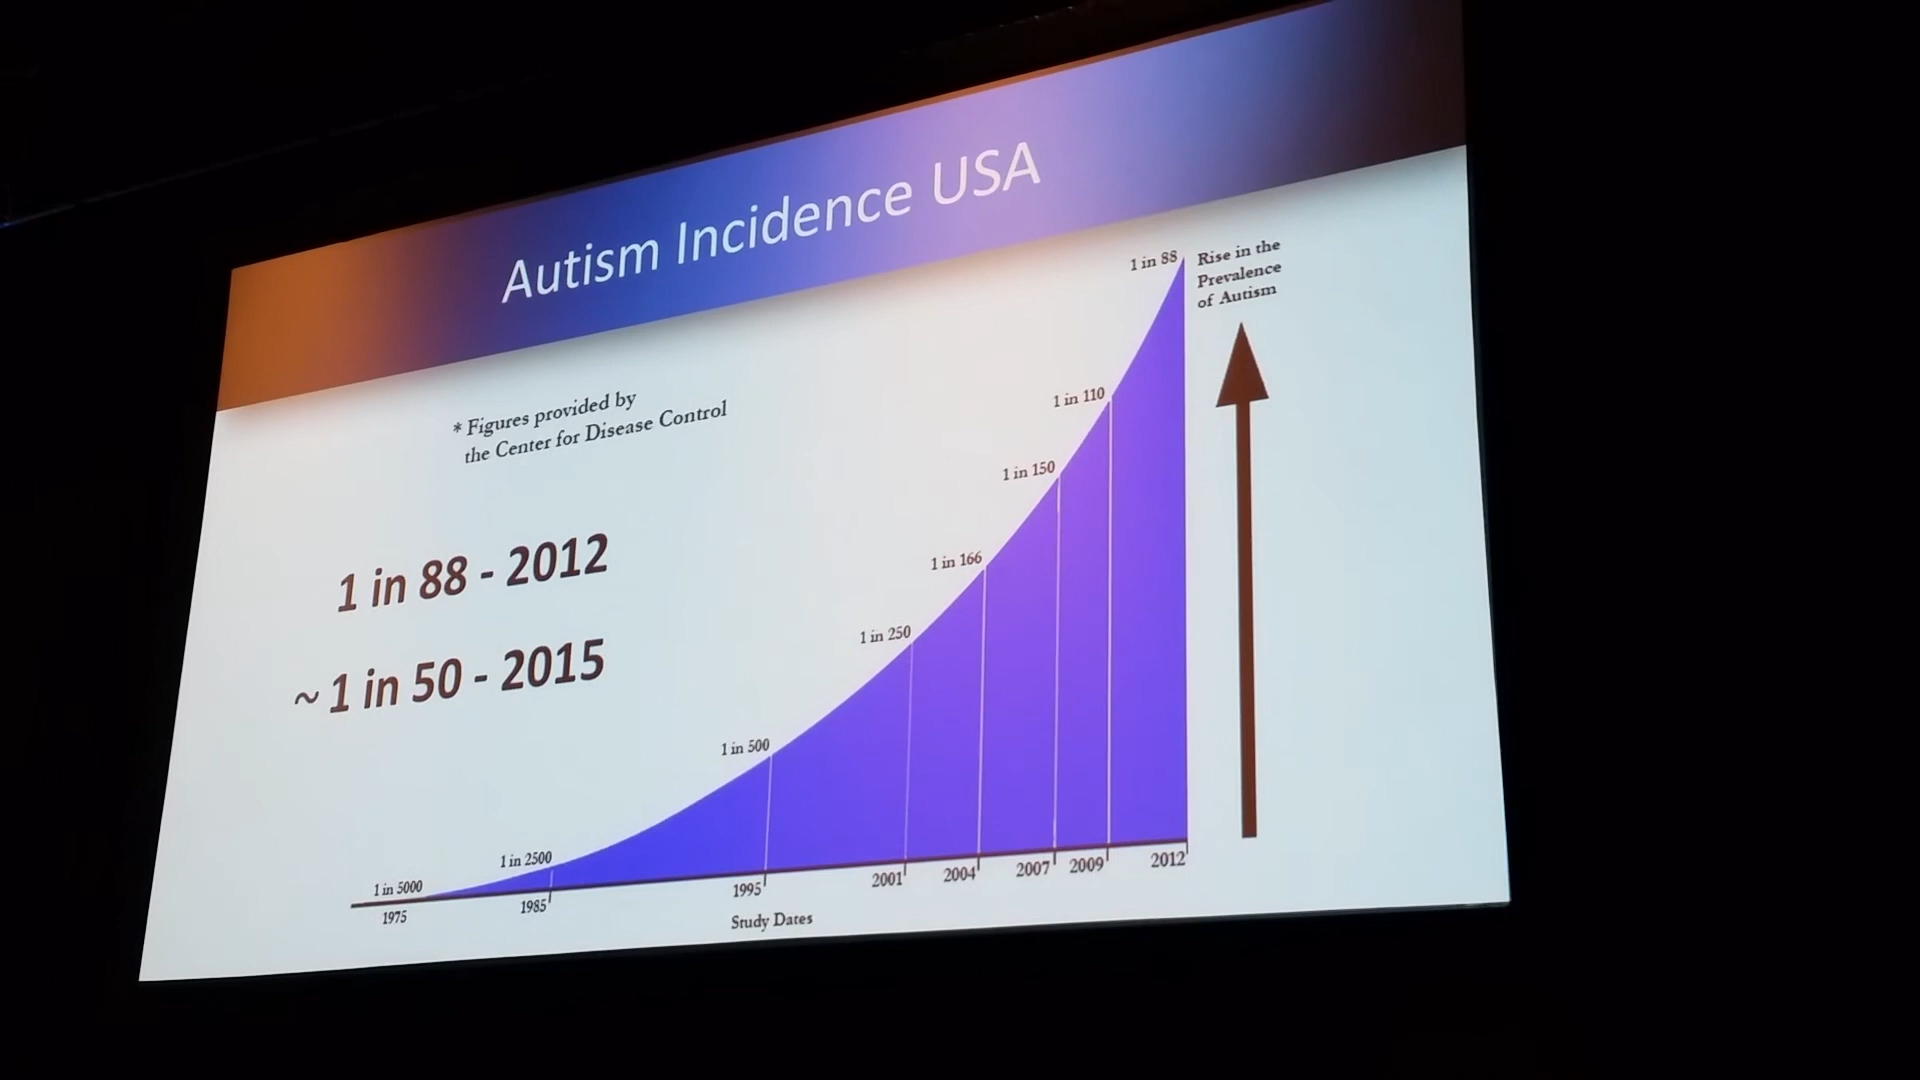 Autism Incidence USA
* Figures provided by
the Center for Disease Control
1 in 88 - 2012
~ 1 in 50 - 2015
1 in 88
Rise in the
Prevalence
of Autism
1 in 110
1 in 150
1 in 166
1 in 250
1 in 500
1 in 2500
1 in 5000
1975
1985
1995
2001
2004
2007
2009
2012
Study Dates